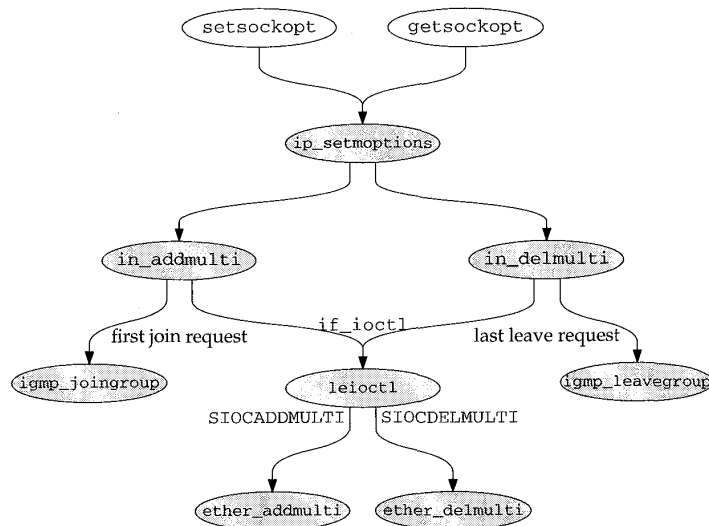 setsockopt
getsockopt
ip_setmoptions
in_addmulti
in_delmulti
first join request
if_ioctl
last leave request
igmp_joingroup
leioctl
igmp_leavegroup
SIOCADDMULTI
SIOCDELMULTI
ether_addmulti
ether_delmulti